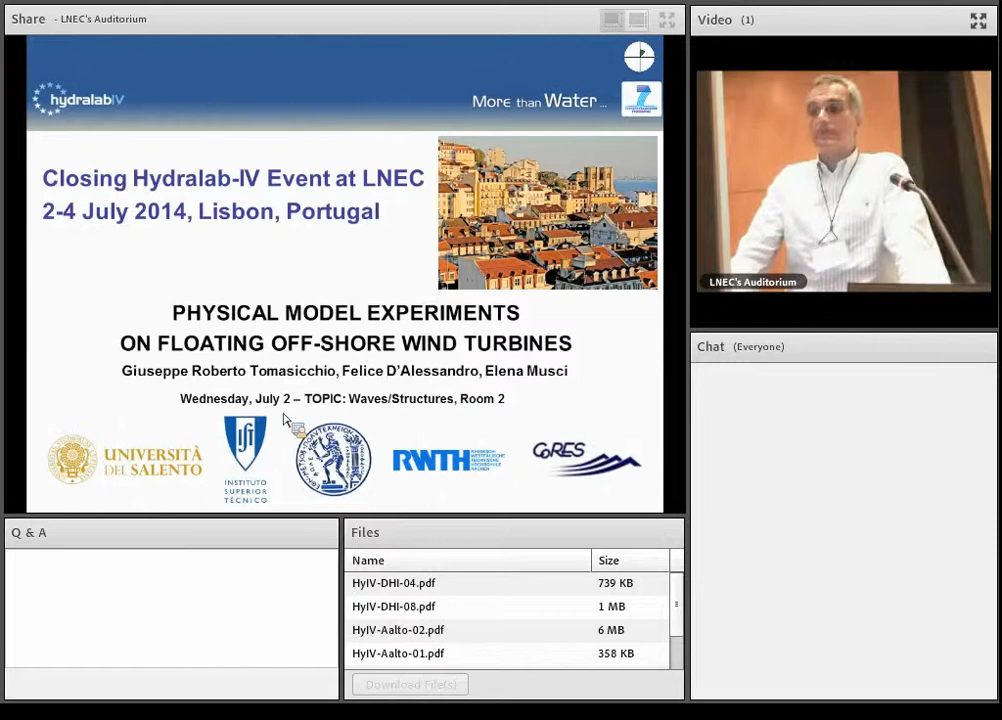 Share - LNEC's Auditorium
hydralabIV
More than Water...
7
Closing Hydralab-IV Event at LNEC
2-4 July 2014, Lisbon, Portugal
PHYSICAL MODEL EXPERIMENTS
ON FLOATING OFF-SHORE WIND TURBINES
Giuseppe Roberto Tomasicchio, Felice D'Alessandro, Elena Musci
Wednesday, July 2 – TOPIC: Waves/Structures, Room 2
UNIVERSITÀ
DEL SALENTO
IST
INSTITUTO
SUPERIOR
TÉCNICO
RWTH
CORES
Video (1)
LNEC's Auditorium
Chat (Everyone)
Q & A
Files
Name Size
HyIV-DHI-04.pdf 739 KB
HyIV-DHI-08.pdf 1 MB
HyIV-Aalto-02.pdf 6 MB
HyIV-Aalto-01.pdf 358 KB
Download File(s)